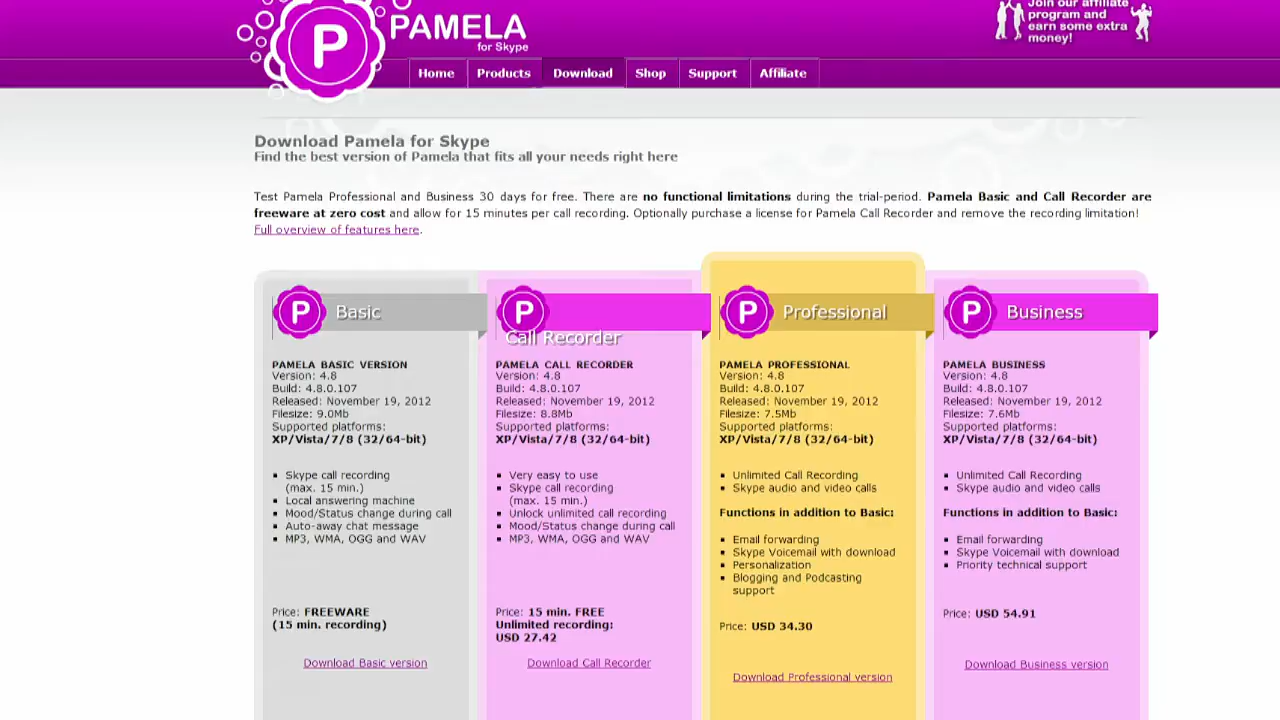 Join our affiliate
program and
earn some extra
money!
P
PAMELA
for Skype
Home
Products
Download
Shop
Support
Affiliate
Download Pamela for Skype
Find the best version of Pamela that fits all your needs right here
Test Pamela Professional and Business 30 days for free. There are no functional limitations during the trial-period. Pamela Basic and Call Recorder are
freeware at zero cost and allow for 15 minutes per call recording. Optionally purchase a license for Pamela Call Recorder and remove the recording limitation!
Full overview of features here.
P
Basic
PAMELA BASIC VERSION
Version: 4.8
Build: 4.8.0.107
Released: November 19, 2012
Filesize: 9.0Mb
Supported platforms:
XP/Vista/7/8 (32/64-bit)
Skype call recording
(max. 15 min.)
Local answering machine
Mood/Status change during call
Auto-away chat message
MP3, WMA, OGG and WAV
Price: FREEWARE
(15 min. recording)
Download Basic version
P
Call Recorder
PAMELA CALL RECORDER
Version: 4.8
Build: 4.8.0.107
Released: November 19, 2012
Filesize: 8.8Mb
Supported platforms:
XP/Vista/7/8 (32/64-bit)
Very easy to use
Skype call recording
(max. 15 min.)
Unlock unlimited call recording
Mood/Status change during call
MP3, WMA, OGG and WAV
Price: 15 min. FREE
Unlimited recording:
USD 27.42
Download Call Recorder
P
Professional
PAMELA PROFESSIONAL
Version: 4.8
Build: 4.8.0.107
Released: November 19, 2012
Filesize: 7.5Mb
Supported platforms:
XP/Vista/7/8 (32/64-bit)
Unlimited Call Recording
Skype audio and video calls
Functions in addition to Basic:
Email forwarding
Skype Voicemail with download
Personalization
Blogging and Podcasting
support
Price: USD 34.30
Download Professional version
P
Business
PAMELA BUSINESS
Version: 4.8
Build: 4.8.0.107
Released: November 19, 2012
Filesize: 7.6Mb
Supported platforms:
XP/Vista/7/8 (32/64-bit)
Unlimited Call Recording
Skype audio and video calls
Functions in addition to Basic:
Email forwarding
Skype Voicemail with download
Priority technical support
Price: USD 54.91
Download Business version